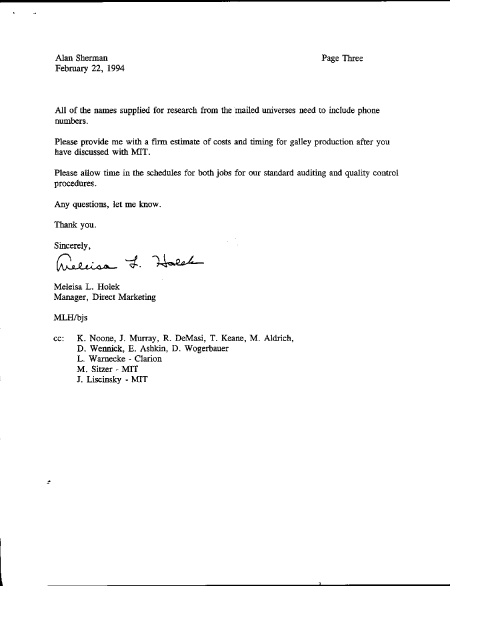 Alan Sherman Page Three
February 22, 1994
All of the names supplied for research from the mailed universes need to include phone
numbers.
Please provide me with a firm estimate of costs and timing for galley production after you
have discussed with MIT.
Please allow time in the schedules for both jobs for our standard auditing and quality control
procedures.
Any questions, let me know.
Thank you.
Sincerely,
Meleisa L. Holek
Meleisa L. Holek
Manager, Direct Marketing
MLH/bjs
cc: K. Noone, J. Murray, R. DeMasi, T. Keane, M. Aldrich,
D. Wennick, E. Ashkin, D. Wogerbauer
L. Warnecke - Clarion
M. Sitzer - MIT
J. Liscinsky - MIT